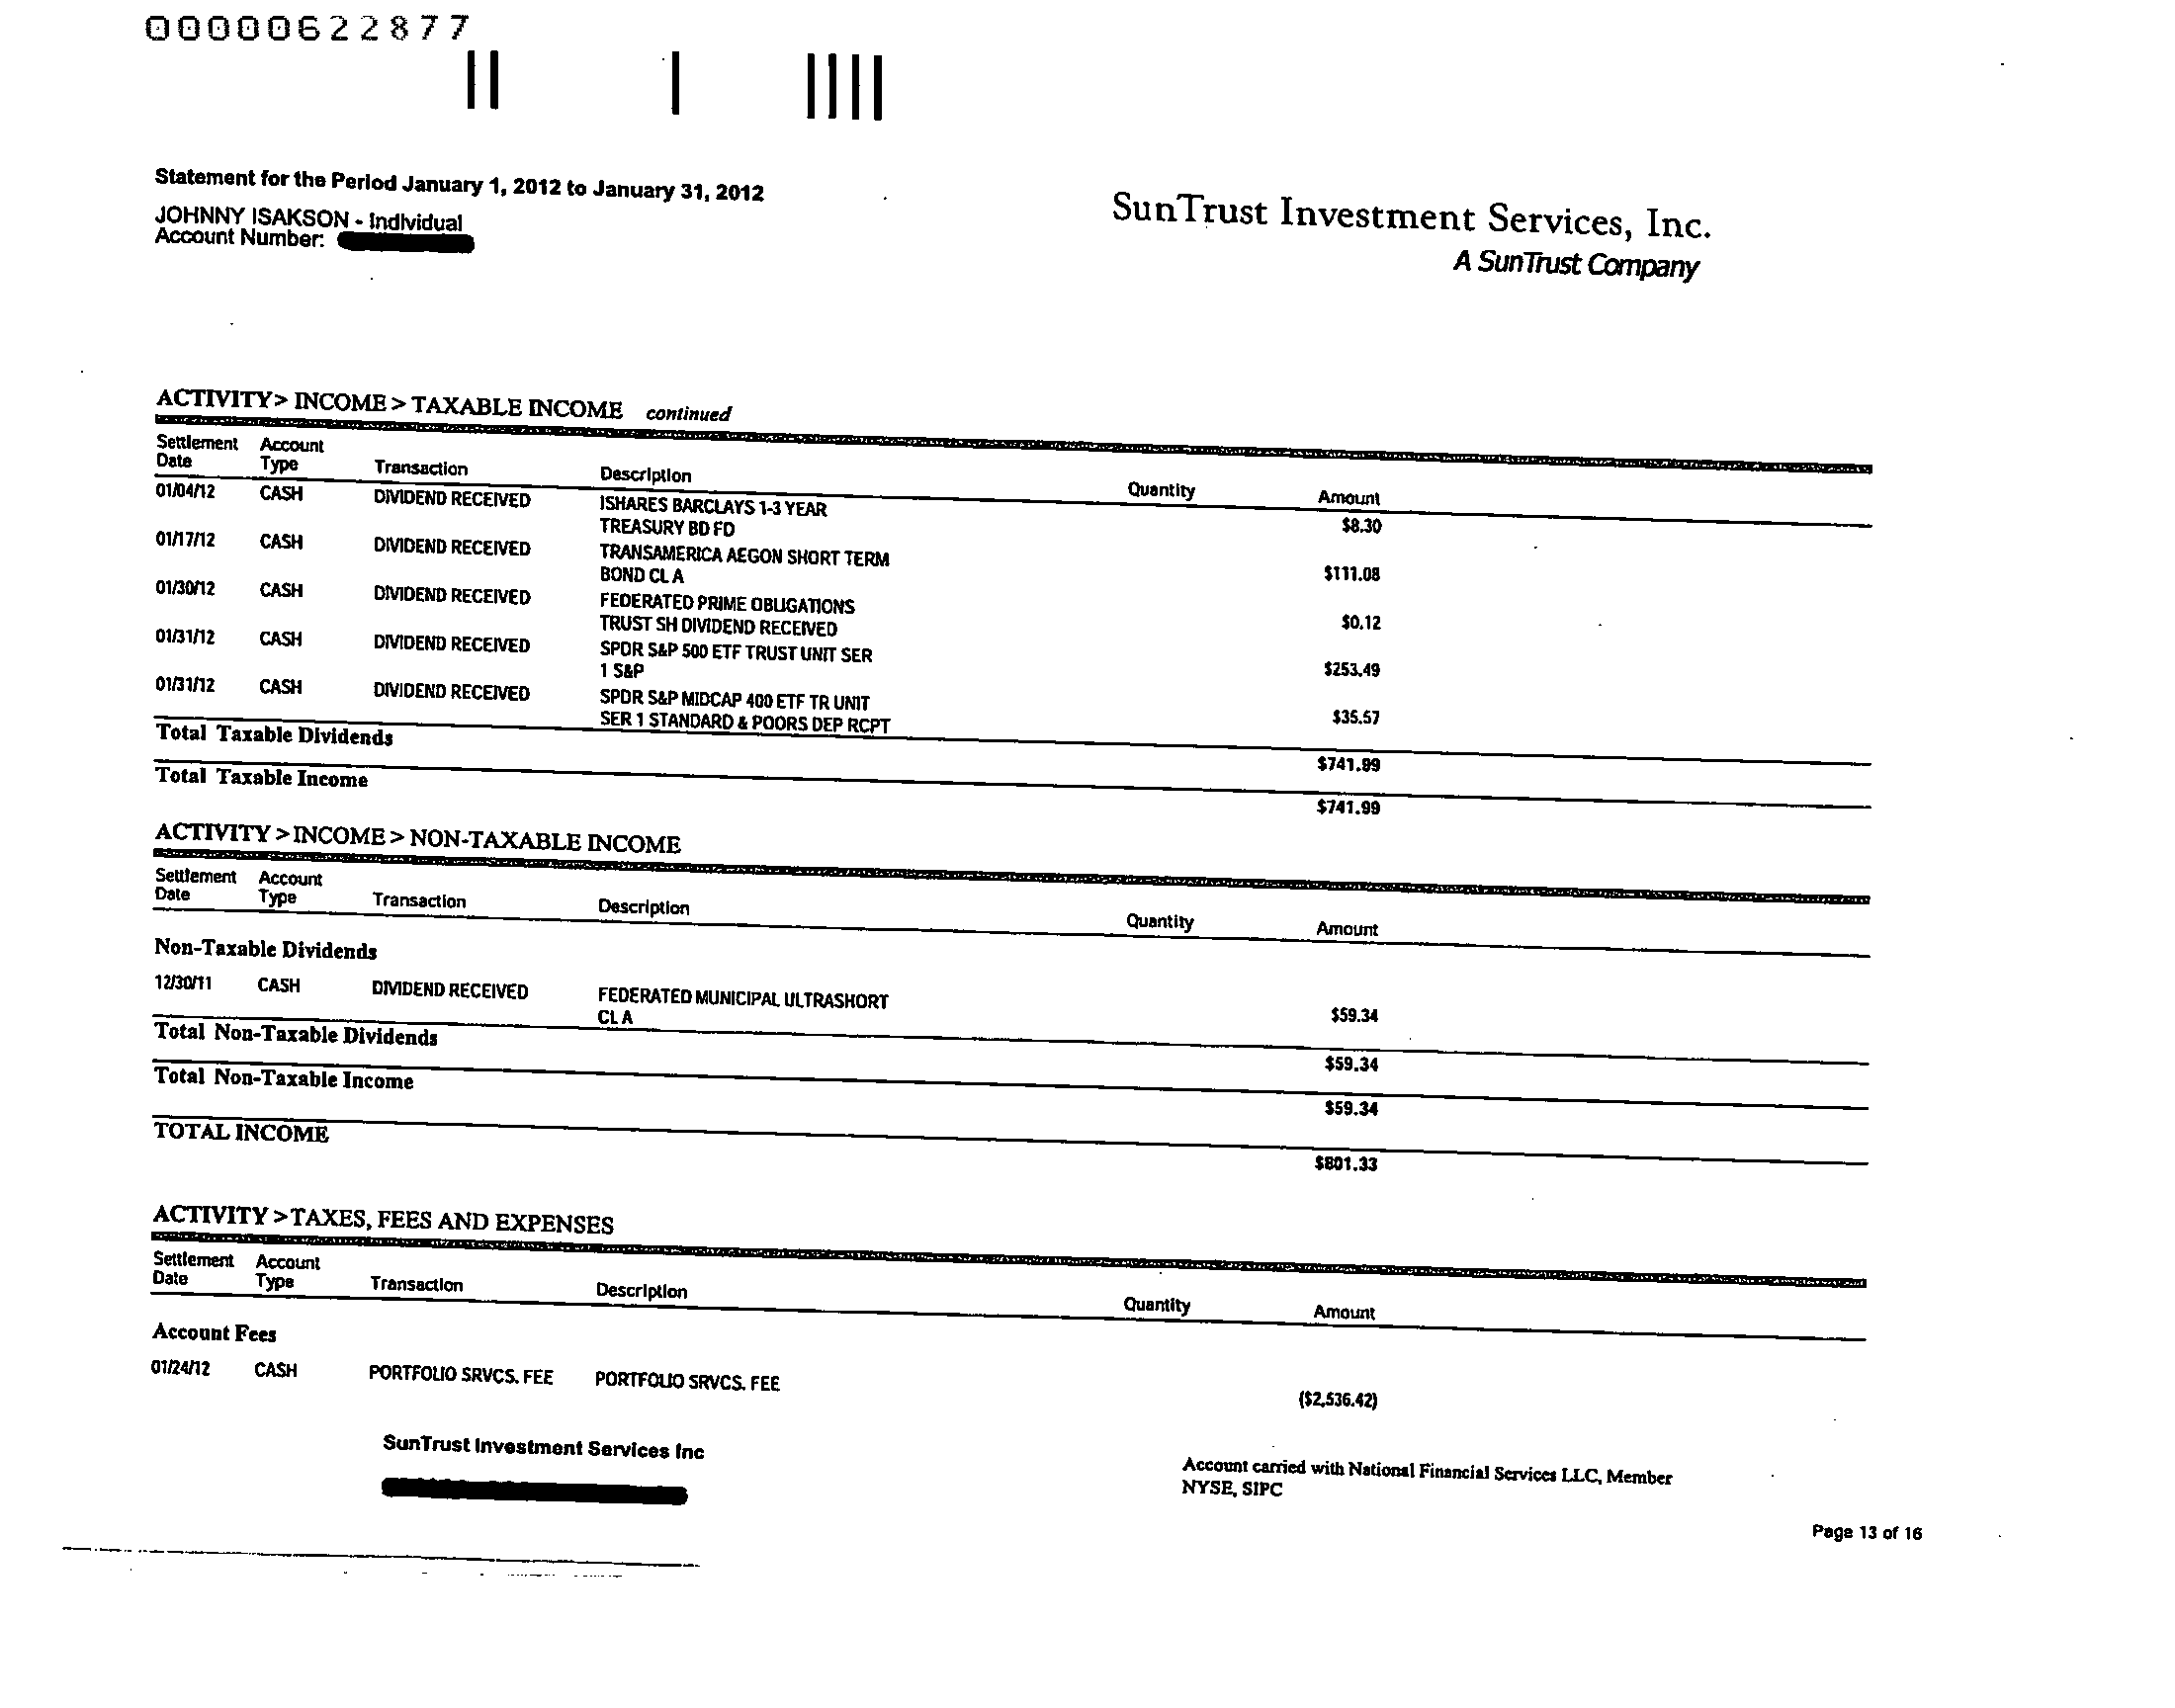 00000622877
Statement for the Period January 1, 2012 to January 31, 2012
JOHNNY ISAKSON - Individual
Account Number:
SunTrust Investment Services, Inc.
A SunTrust Company
ACTIVITY > INCOME > TAXABLE INCOME continued
Settlement Date Account Type Transaction Description Quantity Amount
01/04/12 CASH DIVIDEND RECEIVED ISHARES BARCLAYS 1-3 YEAR
TREASURY BD FD $8.30
01/17/12 CASH DIVIDEND RECEIVED TRANSAMERICA AEGON SHORT TERM
BOND CL A $111.08
01/30/12 CASH DIVIDEND RECEIVED FEDERATED PRIME OBLIGATIONS
TRUST SH DIVIDEND RECEIVED $0.12
01/31/12 CASH DIVIDEND RECEIVED SPDR S&P 500 ETF TRUST UNIT SER
1 S&P $253.49
01/31/12 CASH DIVIDEND RECEIVED SPDR S&P MIDCAP 400 ETF TR UNIT
SER 1 STANDARD & POORS DEP RCPT $35.57
Total Taxable Dividends $741.99
Total Taxable Income $741.99
ACTIVITY > INCOME > NON-TAXABLE INCOME
Settlement Date Account Type Transaction Description Quantity Amount
Non-Taxable Dividends
12/30/11 CASH DIVIDEND RECEIVED FEDERATED MUNICIPAL ULTRASHORT
CL A $59.34
Total Non-Taxable Dividends $59.34
Total Non-Taxable Income $59.34
TOTAL INCOME $801.33
ACTIVITY > TAXES, FEES AND EXPENSES
Settlement Date Account Type Transaction Description Quantity Amount
Account Fees
01/24/12 CASH PORTFOLIO SRVCS. FEE PORTFOLIO SRVCS. FEE ($2,536.42)
SunTrust Investment Services Inc
Account carried with National Financial Services LLC, Member
NYSE, SIPC
Page 13 of 16